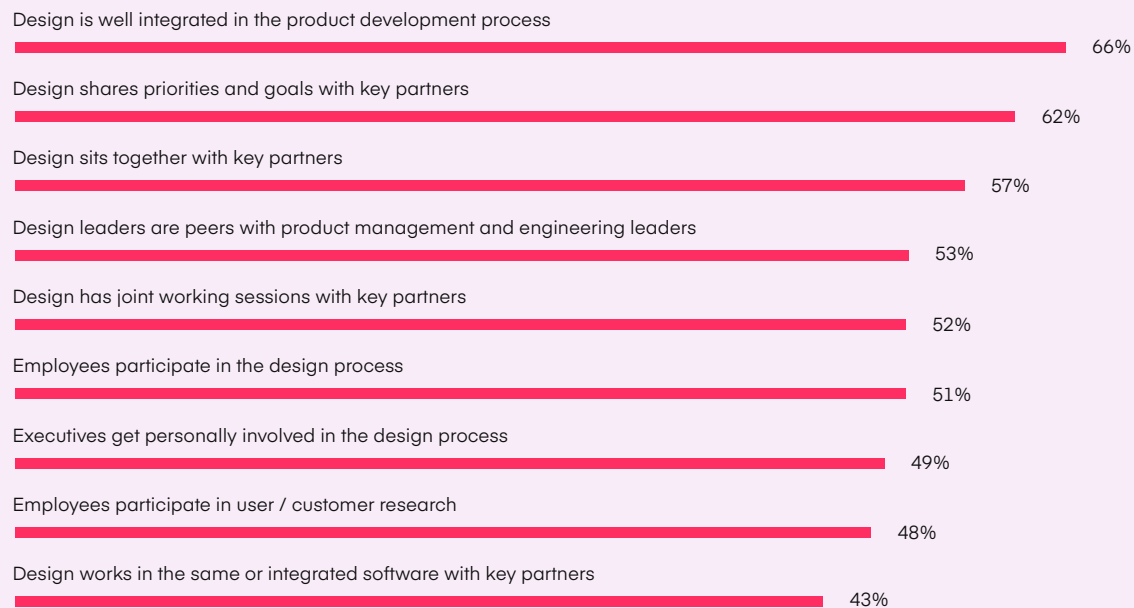 Design is well integrated in the product development process
66%
Design shares priorities and goals with key partners
62%
Design sits together with key partners
57%
Design leaders are peers with product management and engineering leaders
53%
Design has joint working sessions with key partners
52%
Employees participate in the design process
51%
Executives get personally involved in the design process
49%
Employees participate in user / customer research
48%
Design works in the same or integrated software with key partners
43%